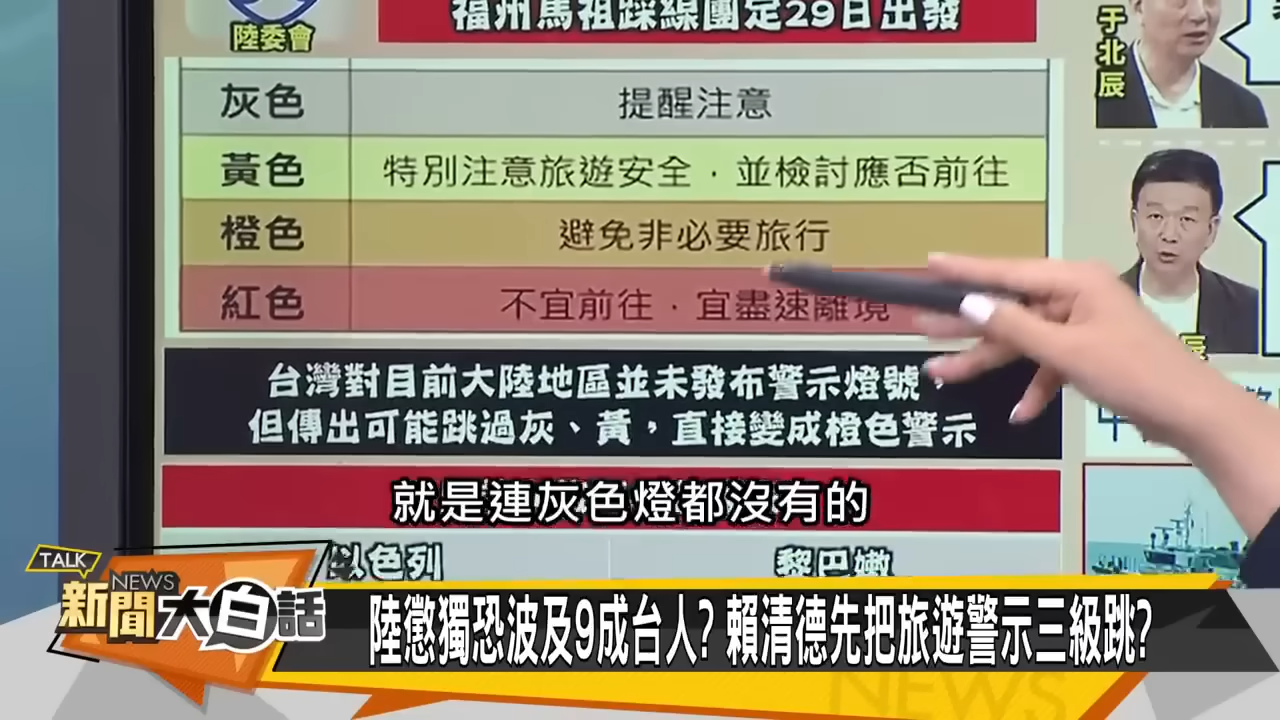 福州馬祖踩線團定29日出發
陸委會
于北辰
灰色 提醒注意
黃色 特別注意旅遊安全，並檢討應否前往
橙色 避免非必要旅行
紅色 不宜前往，宜盡速離境
台灣對目前大陸地區並未發布警示燈號，
但傳出可能跳過灰、黃，直接變成橙色警示
就是連灰色燈都沒有的
以色列 黎巴嫩
TALK
NEWS
新聞大白話
陸懲獨恐波及9成台人？賴清德先把旅遊警示三級跳？
NEWS